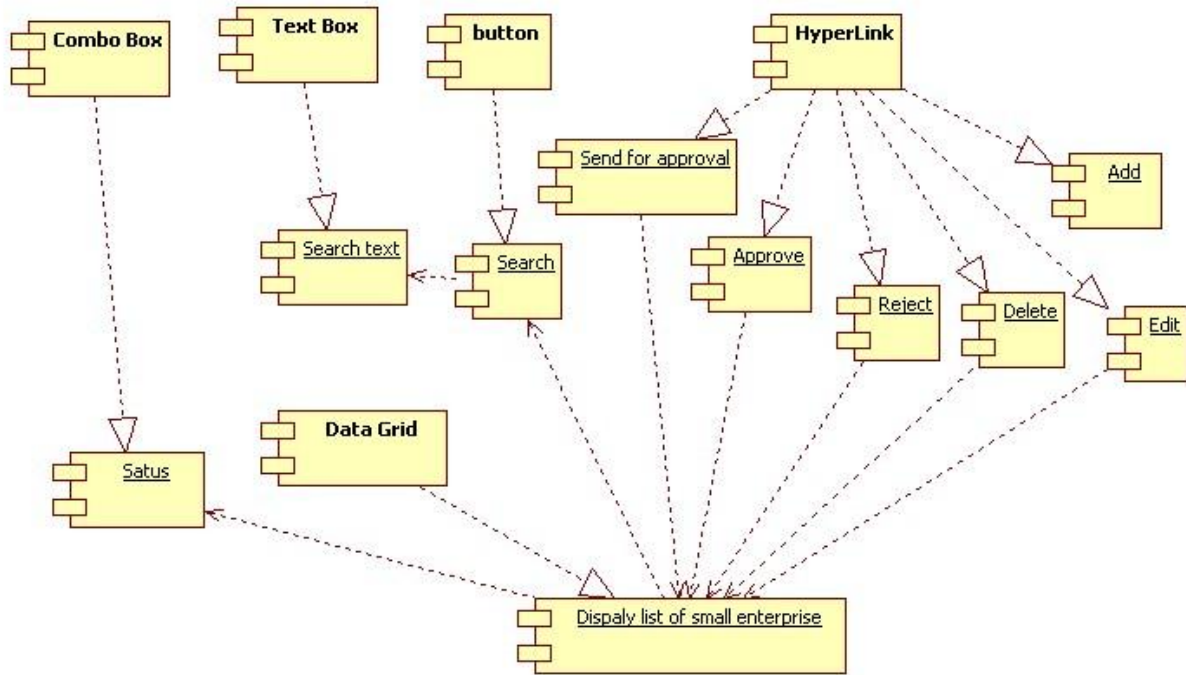 Combo Box
Text Box
button
HyperLink
Send for approval
Add
Search text
Search
Approve
Reject
Delete
Edit
Data Grid
Satus
Dispaly list of small enterprise